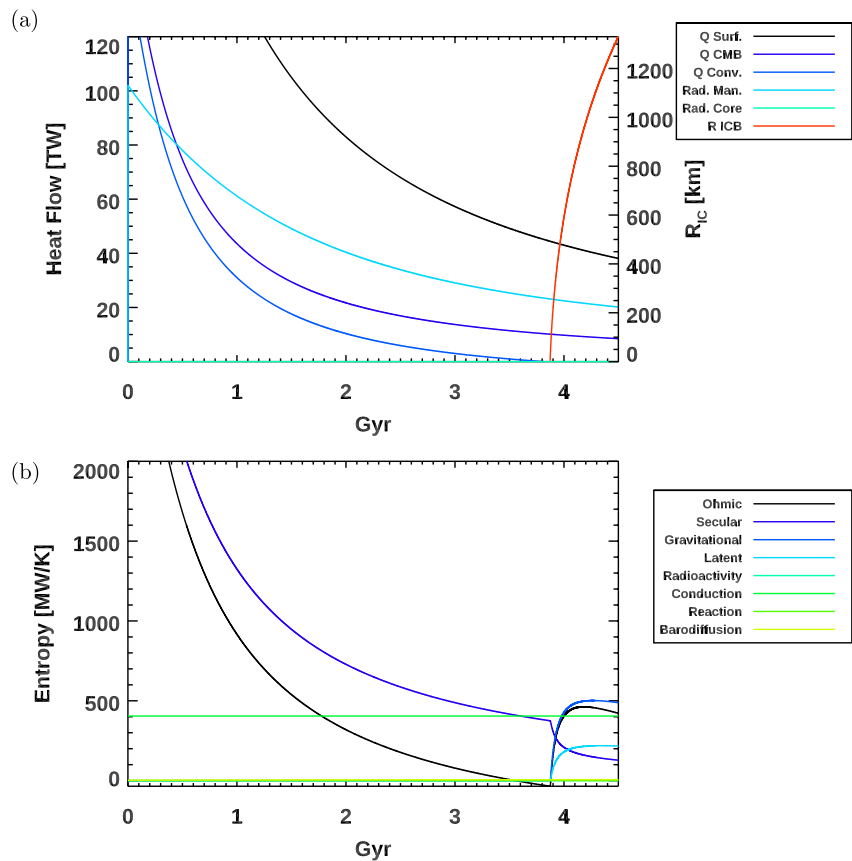 (a)
Q Surf.
Q CMB
Q Conv.
Rad. Man.
Rad. Core
R ICB
120
100
80
60
40
20
0
Heat Flow [TW]
1200
1000
800
600
400
200
0
R_IC [km]
0 1 2 3 4
Gyr
(b)
2000
1500
1000
500
0
Entropy [MW/K]
Ohmic
Secular
Gravitational
Latent
Radioactivity
Conduction
Reaction
Barodiffusion
0 1 2 3 4
Gyr